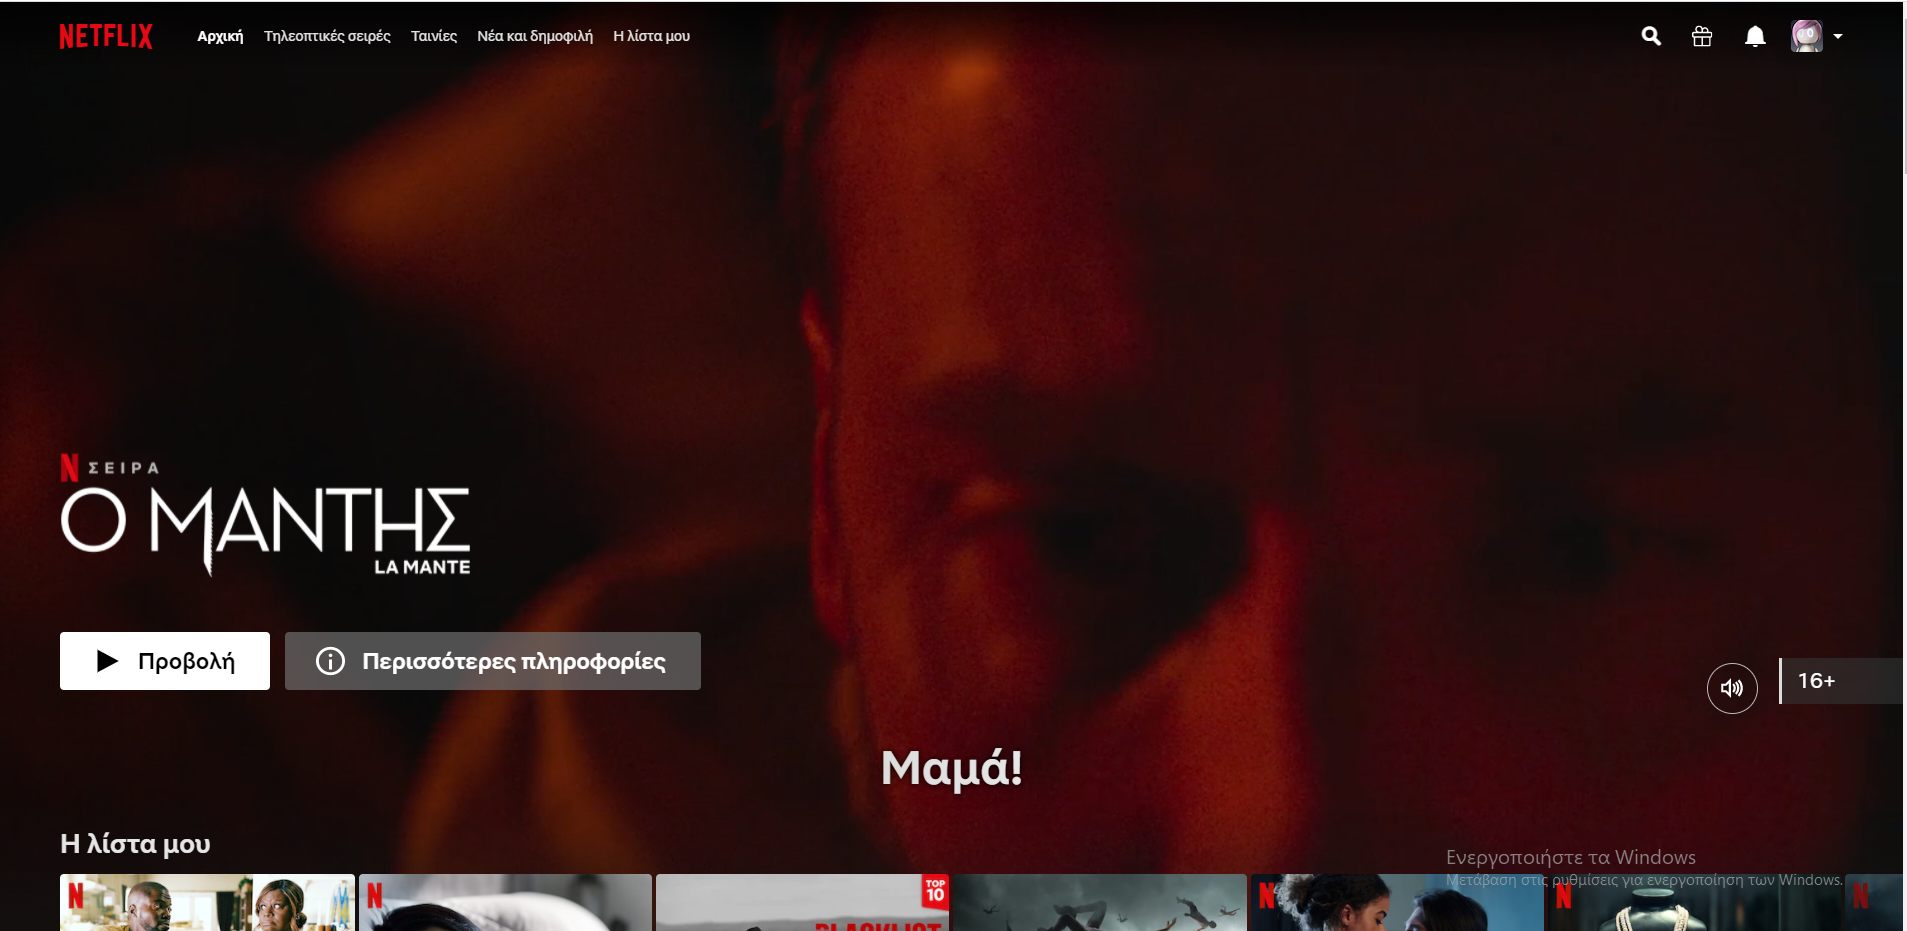 NETFLIX Αρχική Τηλεοπτικές σειρές Ταινίες Νέα και δημοφιλή Η λίστα μου
N ΣΕΙΡΑ
Ο ΜΑΝΤΗΣ
LA MANTE
Προβολή Περισσότερες πληροφορίες
16+
Μαμά!
Η λίστα μου
Ενεργοποιήστε τα Windows
Μετάβαση στις ρυθμίσεις για ενεργοποίηση των Windows.
N N TOP N N N
10
BLACKLIST